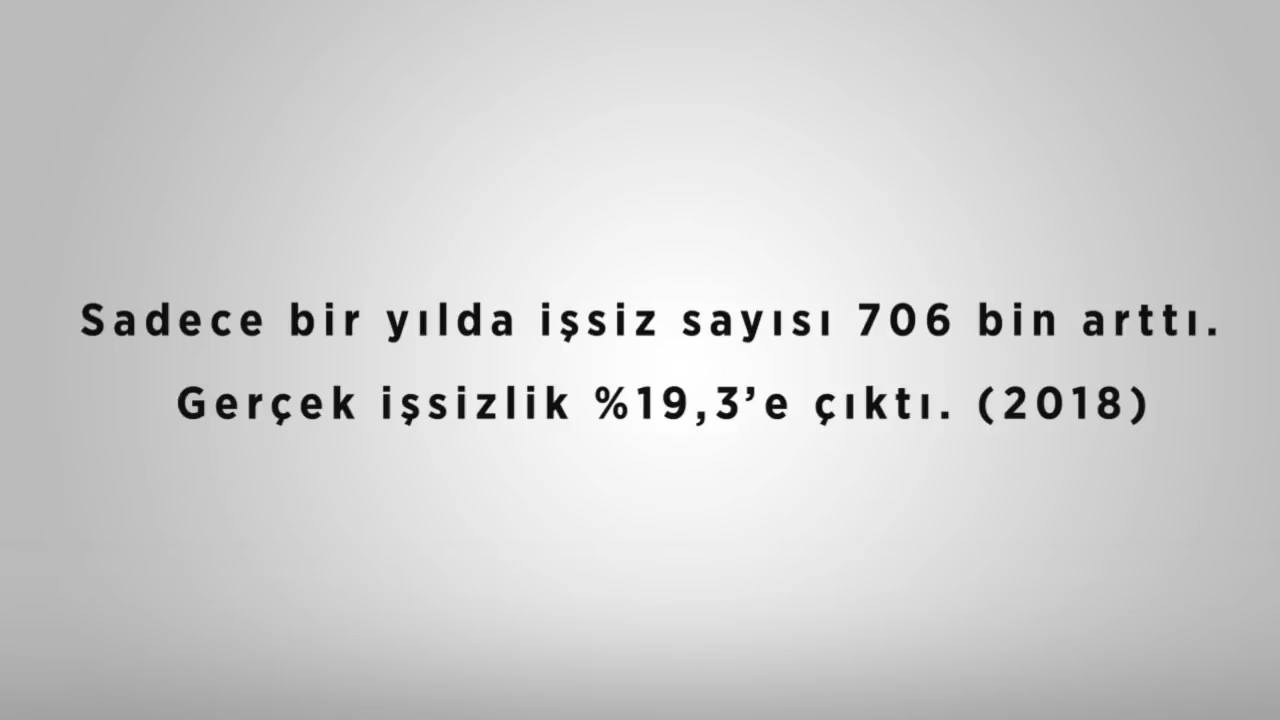 Sadece bir yılda işsiz sayısı 706 bin arttı.
Gerçek işsizlik %19,3’e çıktı. (2018)